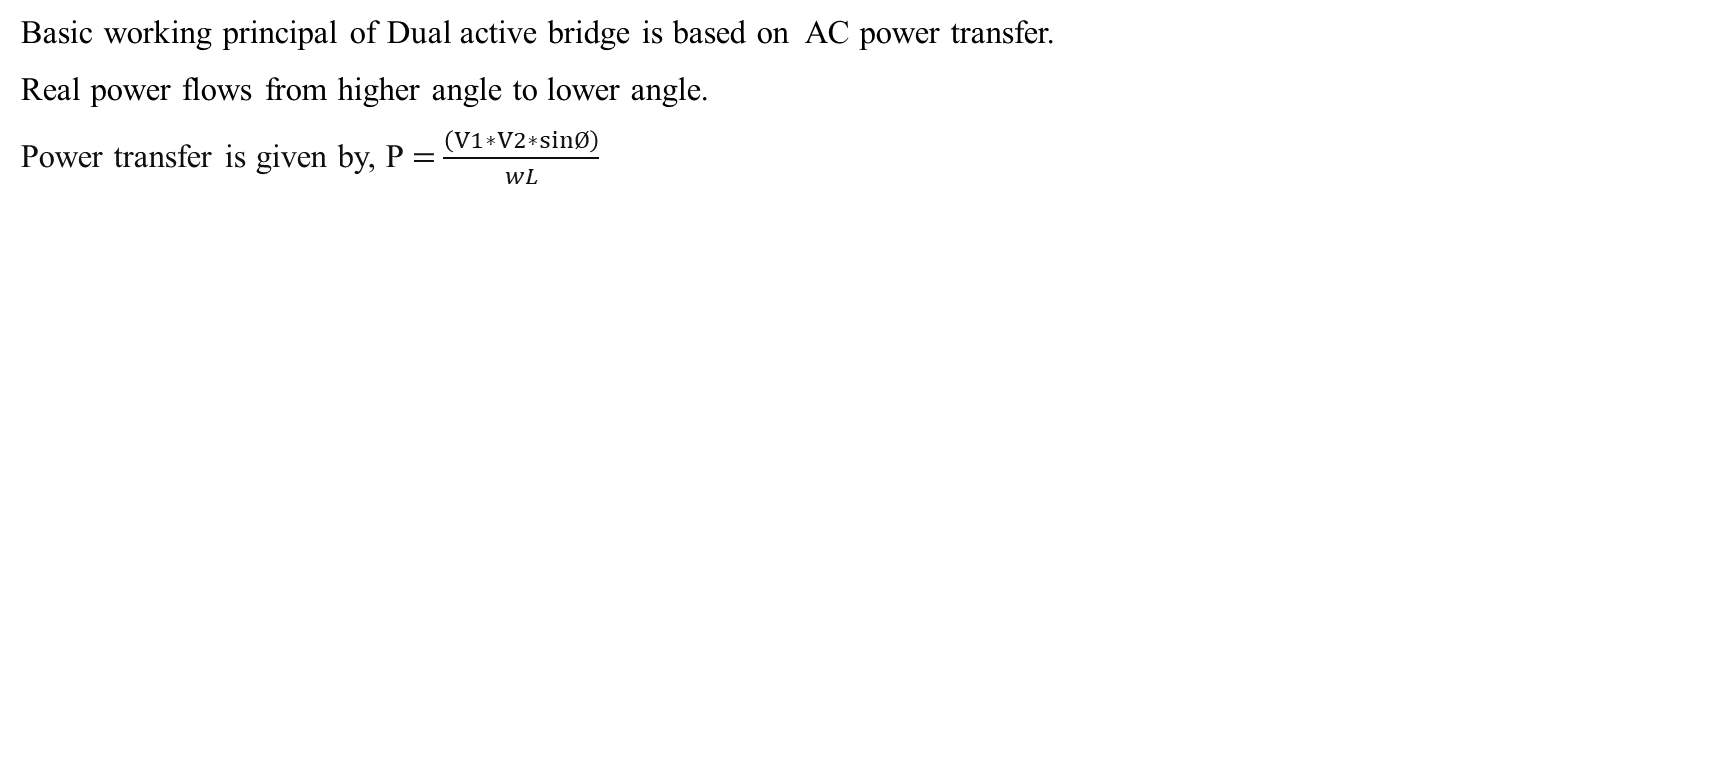 Basic working principal of Dual active bridge is based on AC power transfer.
Real power flows from higher angle to lower angle.
Power transfer is given by, P = (V1*V2*sinØ) / wL